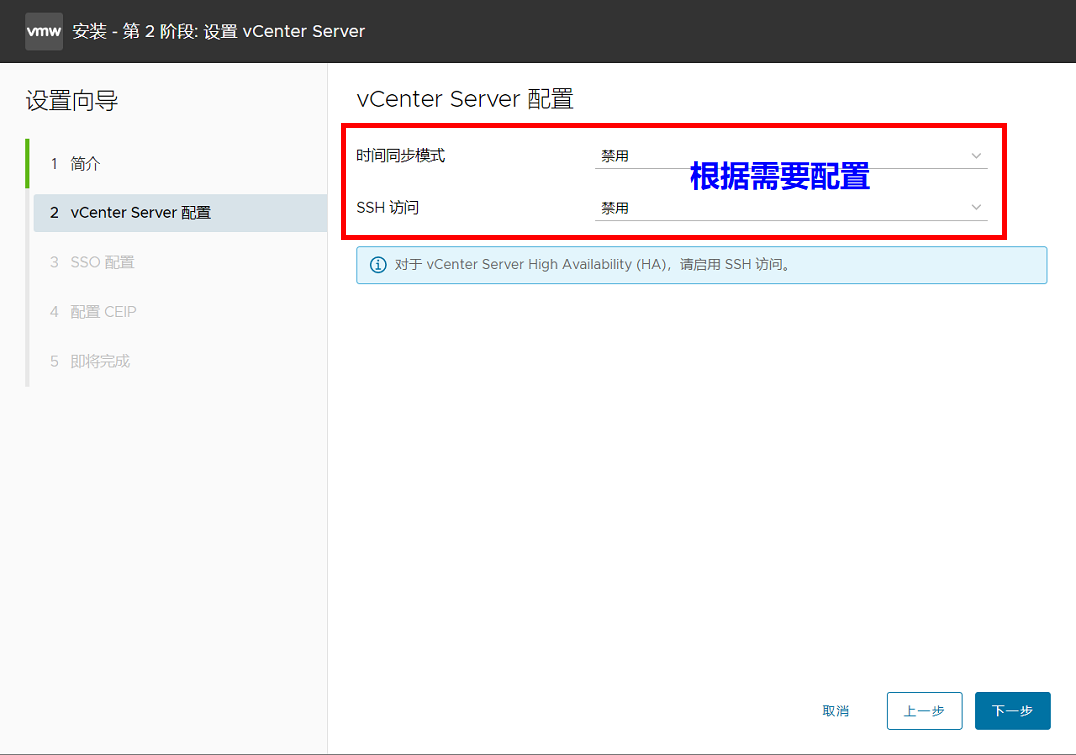 vmw 安装 - 第 2 阶段: 设置 vCenter Server
设置向导
1 简介
2 vCenter Server 配置
3 SSO 配置
4 配置 CEIP
5 即将完成
vCenter Server 配置
时间同步模式 禁用
根据需要配置
SSH 访问 禁用
对于 vCenter Server High Availability (HA)，请启用 SSH 访问。
取消 上一步 下一步